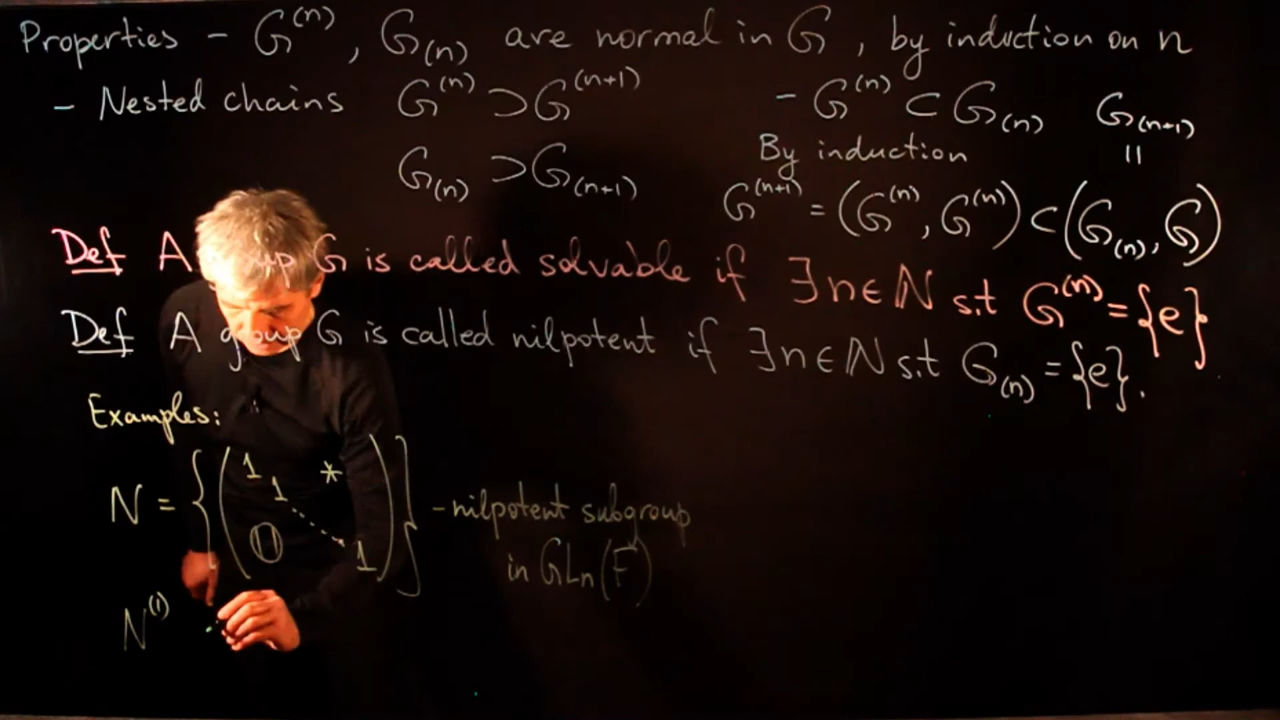 Properties - G^(n), G_(n) are normal in G, by induction on n
- Nested chains G^(n) ⊃ G^(n+1)
G_(n) ⊃ G_(n+1)
- G^(n) ⊂ G_(n) G_(n+1)
By induction ||
G^(n+1) = (G^(n), G^(n)) ⊂ (G_(n), G)
Def A group G is called solvable if ∃n∈N s.t G^(n) = {e}
Def A group G is called nilpotent if ∃n∈N s.t G_(n) = {e}.
Examples:
N = {(1 1 * 0 1)} - nilpotent subgroup
in GLn(F)
N^(1)